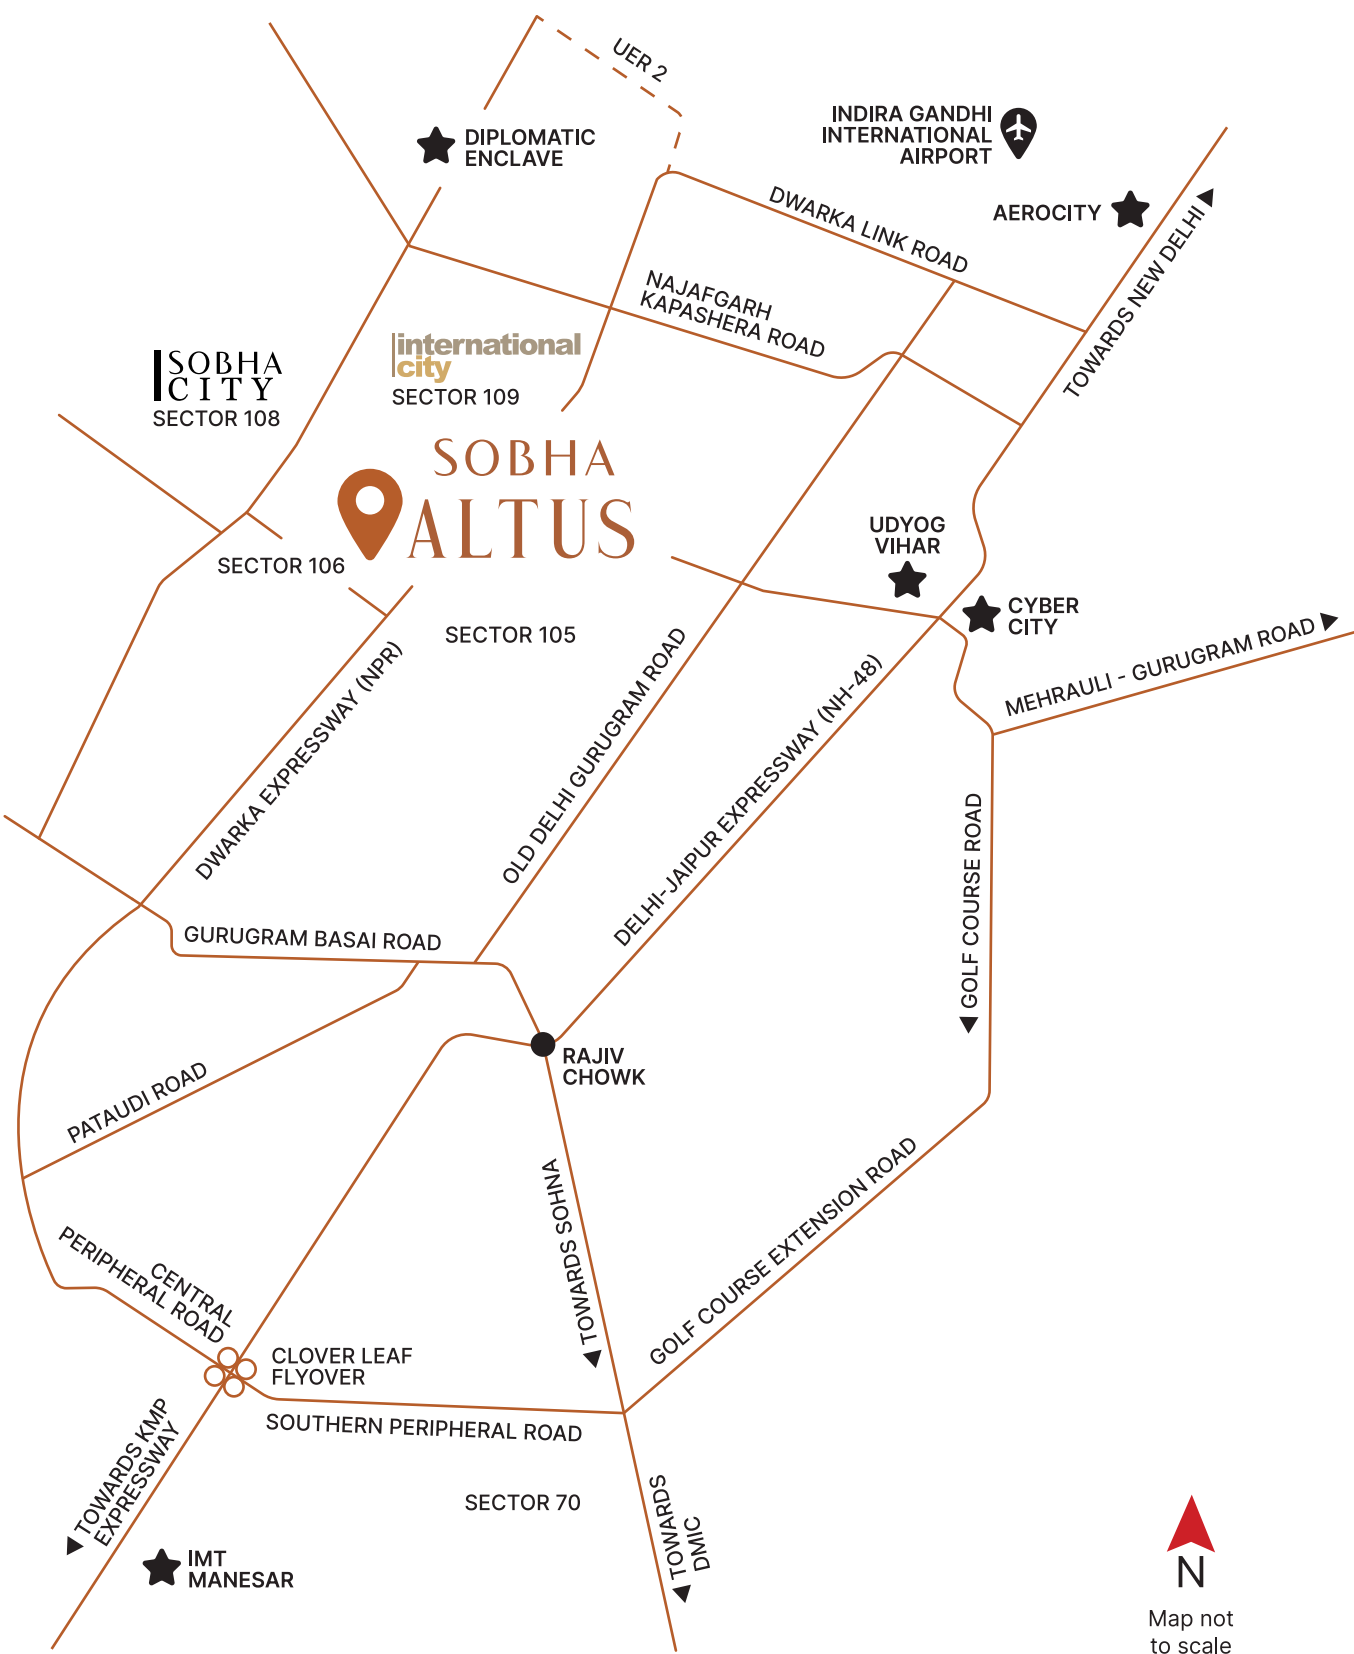 UER 2
DIPLOMATIC
ENCLAVE
INDIRA GANDHI
INTERNATIONAL
AIRPORT
AEROCITY
DWARKA LINK ROAD
TOWARDS NEW DELHI
NAJAFGARH
KAPASHERA ROAD
SOBHA
CITY
SECTOR 108
international
city
SECTOR 109
SOBHA
ALTUS
SECTOR 106
SECTOR 105
UDYOG
VIHAR
CYBER
CITY
MEHRAULI - GURUGRAM ROAD
DWARKA EXPRESSWAY (NPR)
OLD DELHI GURUGRAM ROAD
DELHI-JAIPUR EXPRESSWAY (NH-48)
GOLF COURSE ROAD
GURUGRAM BASAI ROAD
RAJIV
CHOWK
PATAUDI ROAD
TOWARDS SOHNA
GOLF COURSE EXTENSION ROAD
CENTRAL
PERIPHERAL ROAD
CLOVER LEAF
FLYOVER
SOUTHERN PERIPHERAL ROAD
TOWARDS KMP
EXPRESSWAY
SECTOR 70
TOWARDS
DMIC
IMT
MANESAR
N
Map not
to scale